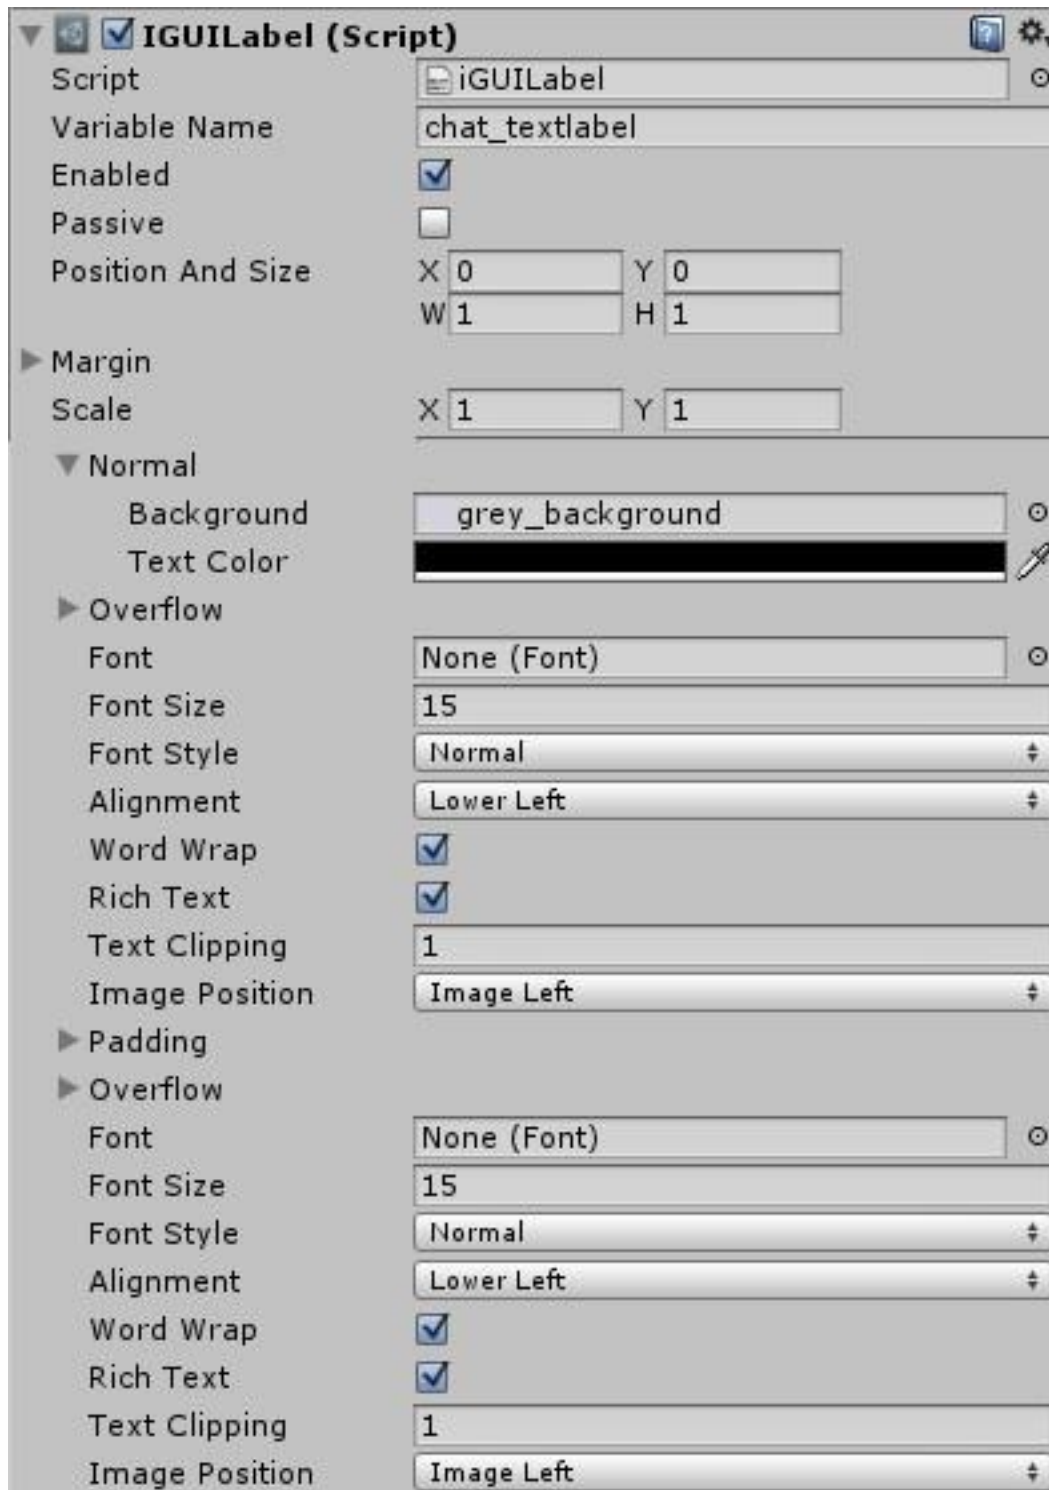 IGUILabel (Script)
Script iGUILabel
Variable Name chat_textlabel
Enabled
Passive
Position And Size X 0 Y 0
W 1 H 1
Margin
Scale X 1 Y 1
Normal
Background grey_background
Text Color
Overflow
Font None (Font)
Font Size 15
Font Style Normal
Alignment Lower Left
Word Wrap
Rich Text
Text Clipping 1
Image Position Image Left
Padding
Overflow
Font None (Font)
Font Size 15
Font Style Normal
Alignment Lower Left
Word Wrap
Rich Text
Text Clipping 1
Image Position Image Left